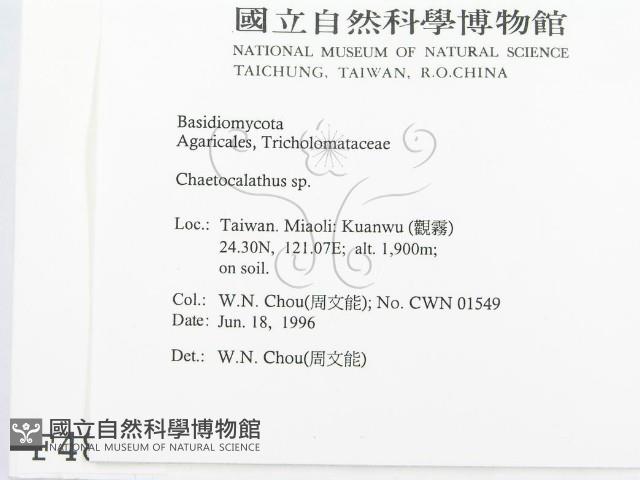 國立自然科學博物館
NATIONAL MUSEUM OF NATURAL SCIENCE
TAICHUNG, TAIWAN, R.O.CHINA
Basidiomycota
Agaricales, Tricholomataceae
Chaetocalathus sp.
Loc.: Taiwan. Miaoli: Kuanwu (觀霧)
24.30N, 121.07E; alt. 1,900m;
on soil.
Col.: W.N. Chou(周文能); No. CWN 01549
Date: Jun. 18, 1996
Det.: W.N. Chou(周文能)
國立自然科學博物館
NATIONAL MUSEUM OF NATURAL SCIENCE